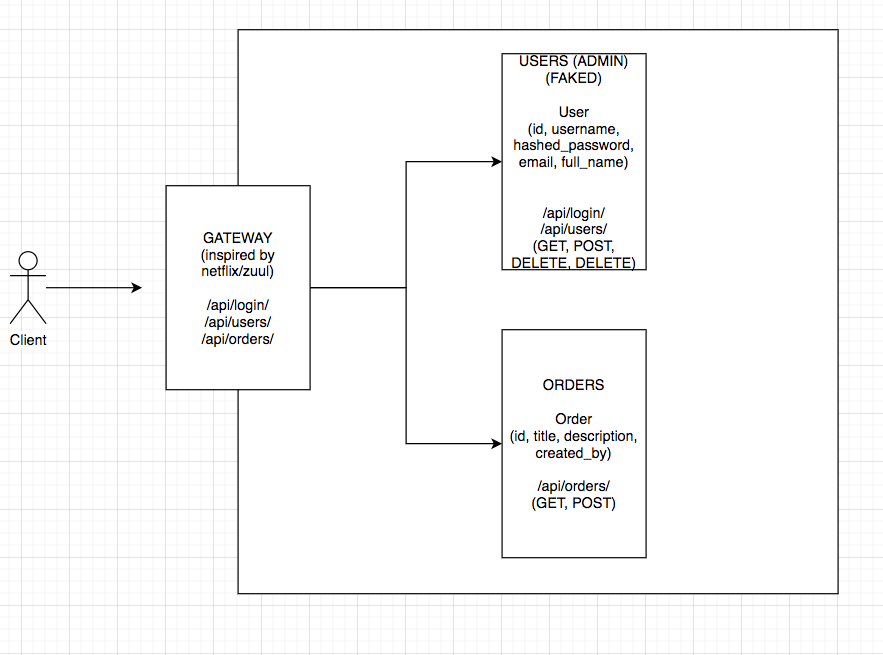 Client
GATEWAY
(inspired by
netflix/zuul)
/api/login/
/api/users/
/api/orders/
USERS (ADMIN)
(FAKED)
User
(id, username,
hashed_password,
email, full_name)
/api/login/
/api/users/
(GET, POST,
DELETE, DELETE)
ORDERS
Order
(id, title, description,
created_by)
/api/orders/
(GET, POST)